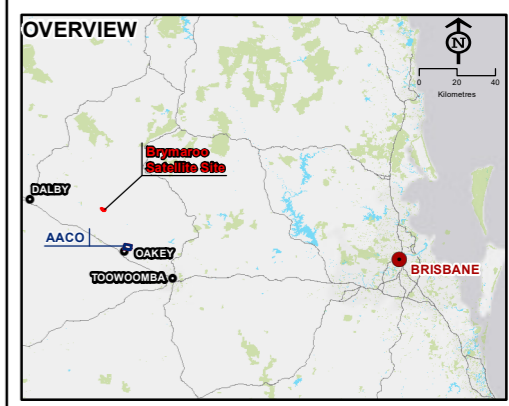 OVERVIEW
N
0 20 40
Kilometres
Brymaroo
Satellite Site
DALBY
AACO
OAKEY
TOOWOOMBA
BRISBANE